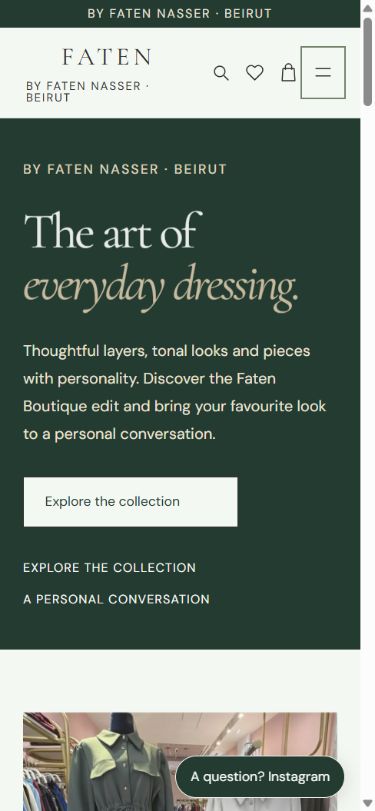 BY FATEN NASSER · BEIRUT
FATEN
BY FATEN NASSER ·
BEIRUT
BY FATEN NASSER · BEIRUT
The art of
everyday dressing.
Thoughtful layers, tonal looks and pieces
with personality. Discover the Faten
Boutique edit and bring your favourite look
to a personal conversation.
Explore the collection
EXPLORE THE COLLECTION
A PERSONAL CONVERSATION
A question? Instagram